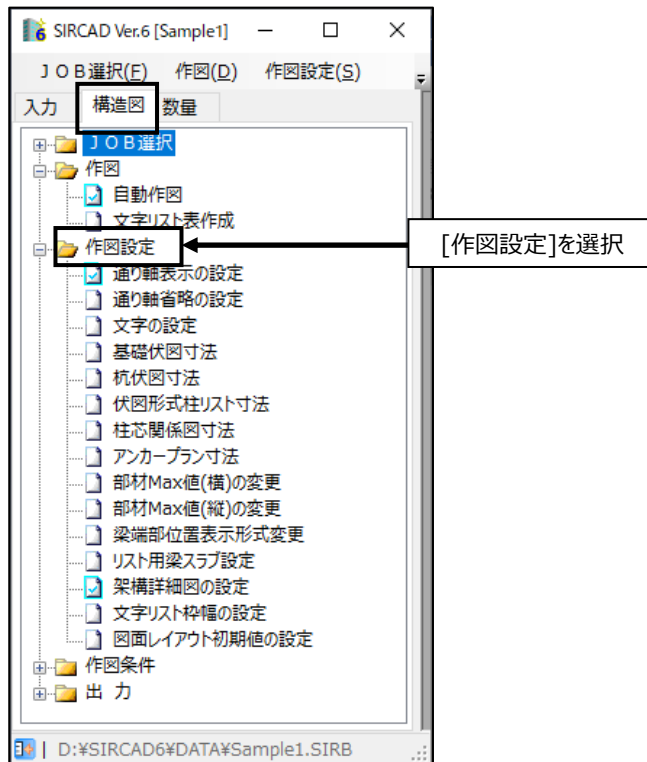 SIRCAD Ver.6 [Sample1]
ＪＯＢ選択(F) 作図(D) 作図設定(S)
入力 構造図 数量
ＪＯＢ選択
作図
自動作図
文字リスト表作成
作図設定
[作図設定]を選択
通り軸表示の設定
通り軸省略の設定
文字の設定
基礎伏図寸法
杭伏図寸法
伏図形式柱リスト寸法
柱芯関係図寸法
アンカープラン寸法
部材Max値(横)の変更
部材Max値(縦)の変更
梁端部位置表示形式変更
リスト用梁スラブ設定
架構詳細図の設定
文字リスト枠幅の設定
図面レイアウト初期値の設定
作図条件
出 力
D:¥SIRCAD6¥DATA¥Sample1.SIRB